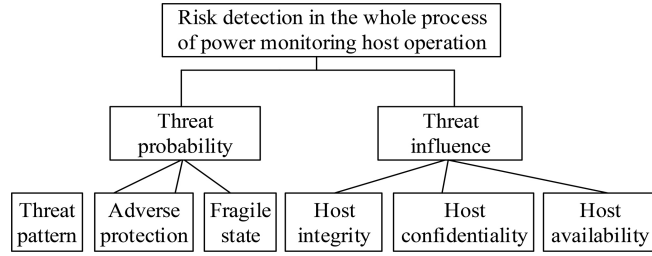 Risk detection in the whole process
of power monitoring host operation
Threat
probability
Threat
influence
Threat
pattern
Adverse
protection
Fragile
state
Host
integrity
Host
confidentiality
Host
availability